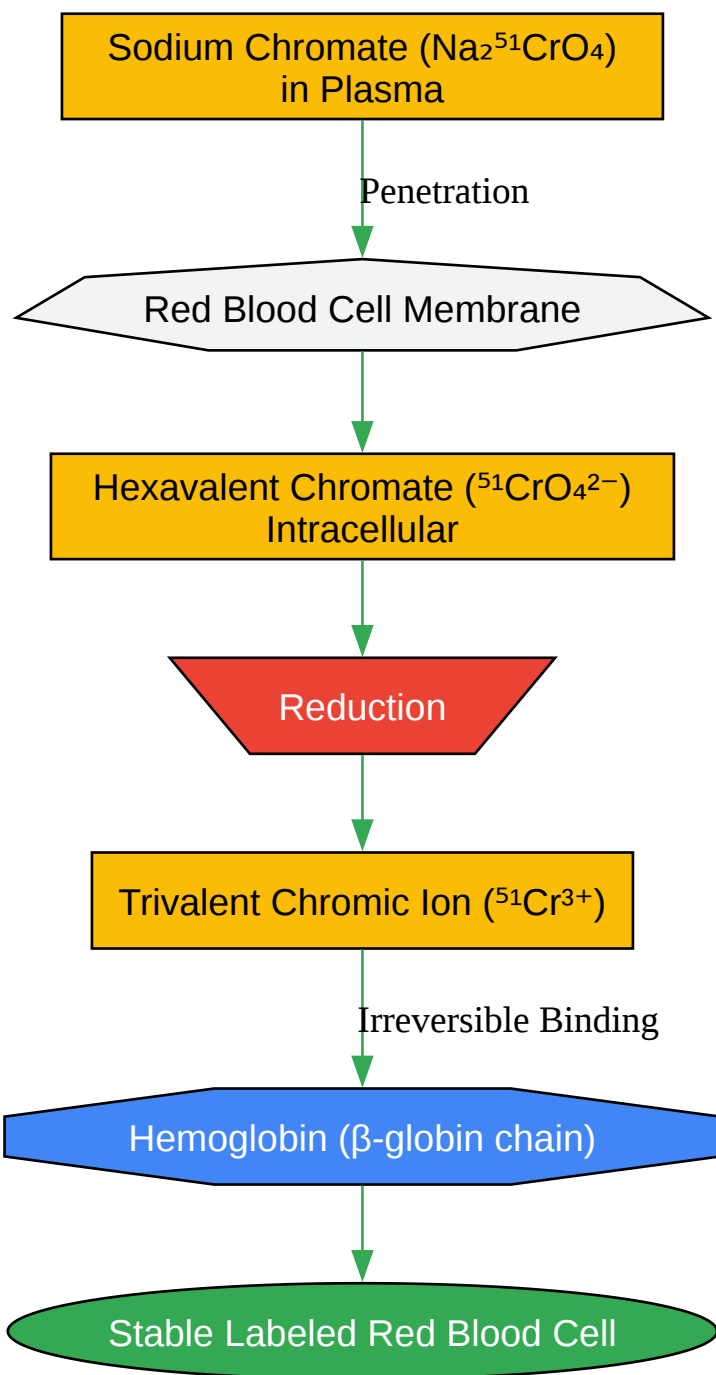 Sodium Chromate (Na₂⁵¹CrO₄)
in Plasma
Penetration
Red Blood Cell Membrane
Hexavalent Chromate (⁵¹CrO₄²⁻)
Intracellular
Reduction
Trivalent Chromic Ion (⁵¹Cr³⁺)
Irreversible Binding
Hemoglobin (β-globin chain)
Stable Labeled Red Blood Cell